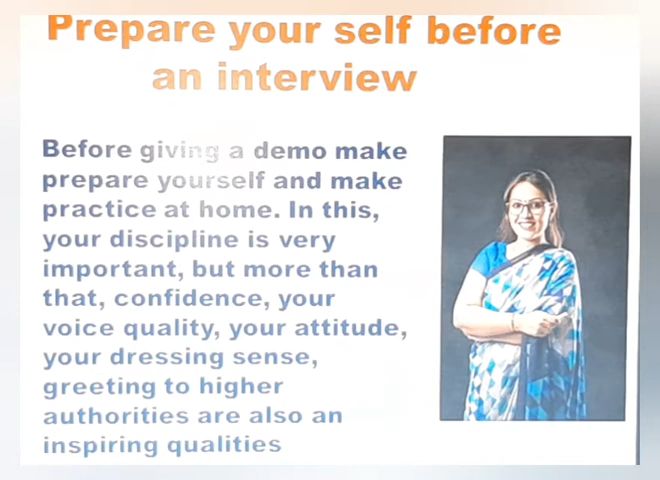 Prepare your self before
an interview
Before giving a demo make
prepare yourself and make
practice at home. In this,
your discipline is very
important, but more than
that, confidence, your
voice quality, your attitude,
your dressing sense,
greeting to higher
authorities are also an
inspiring qualities